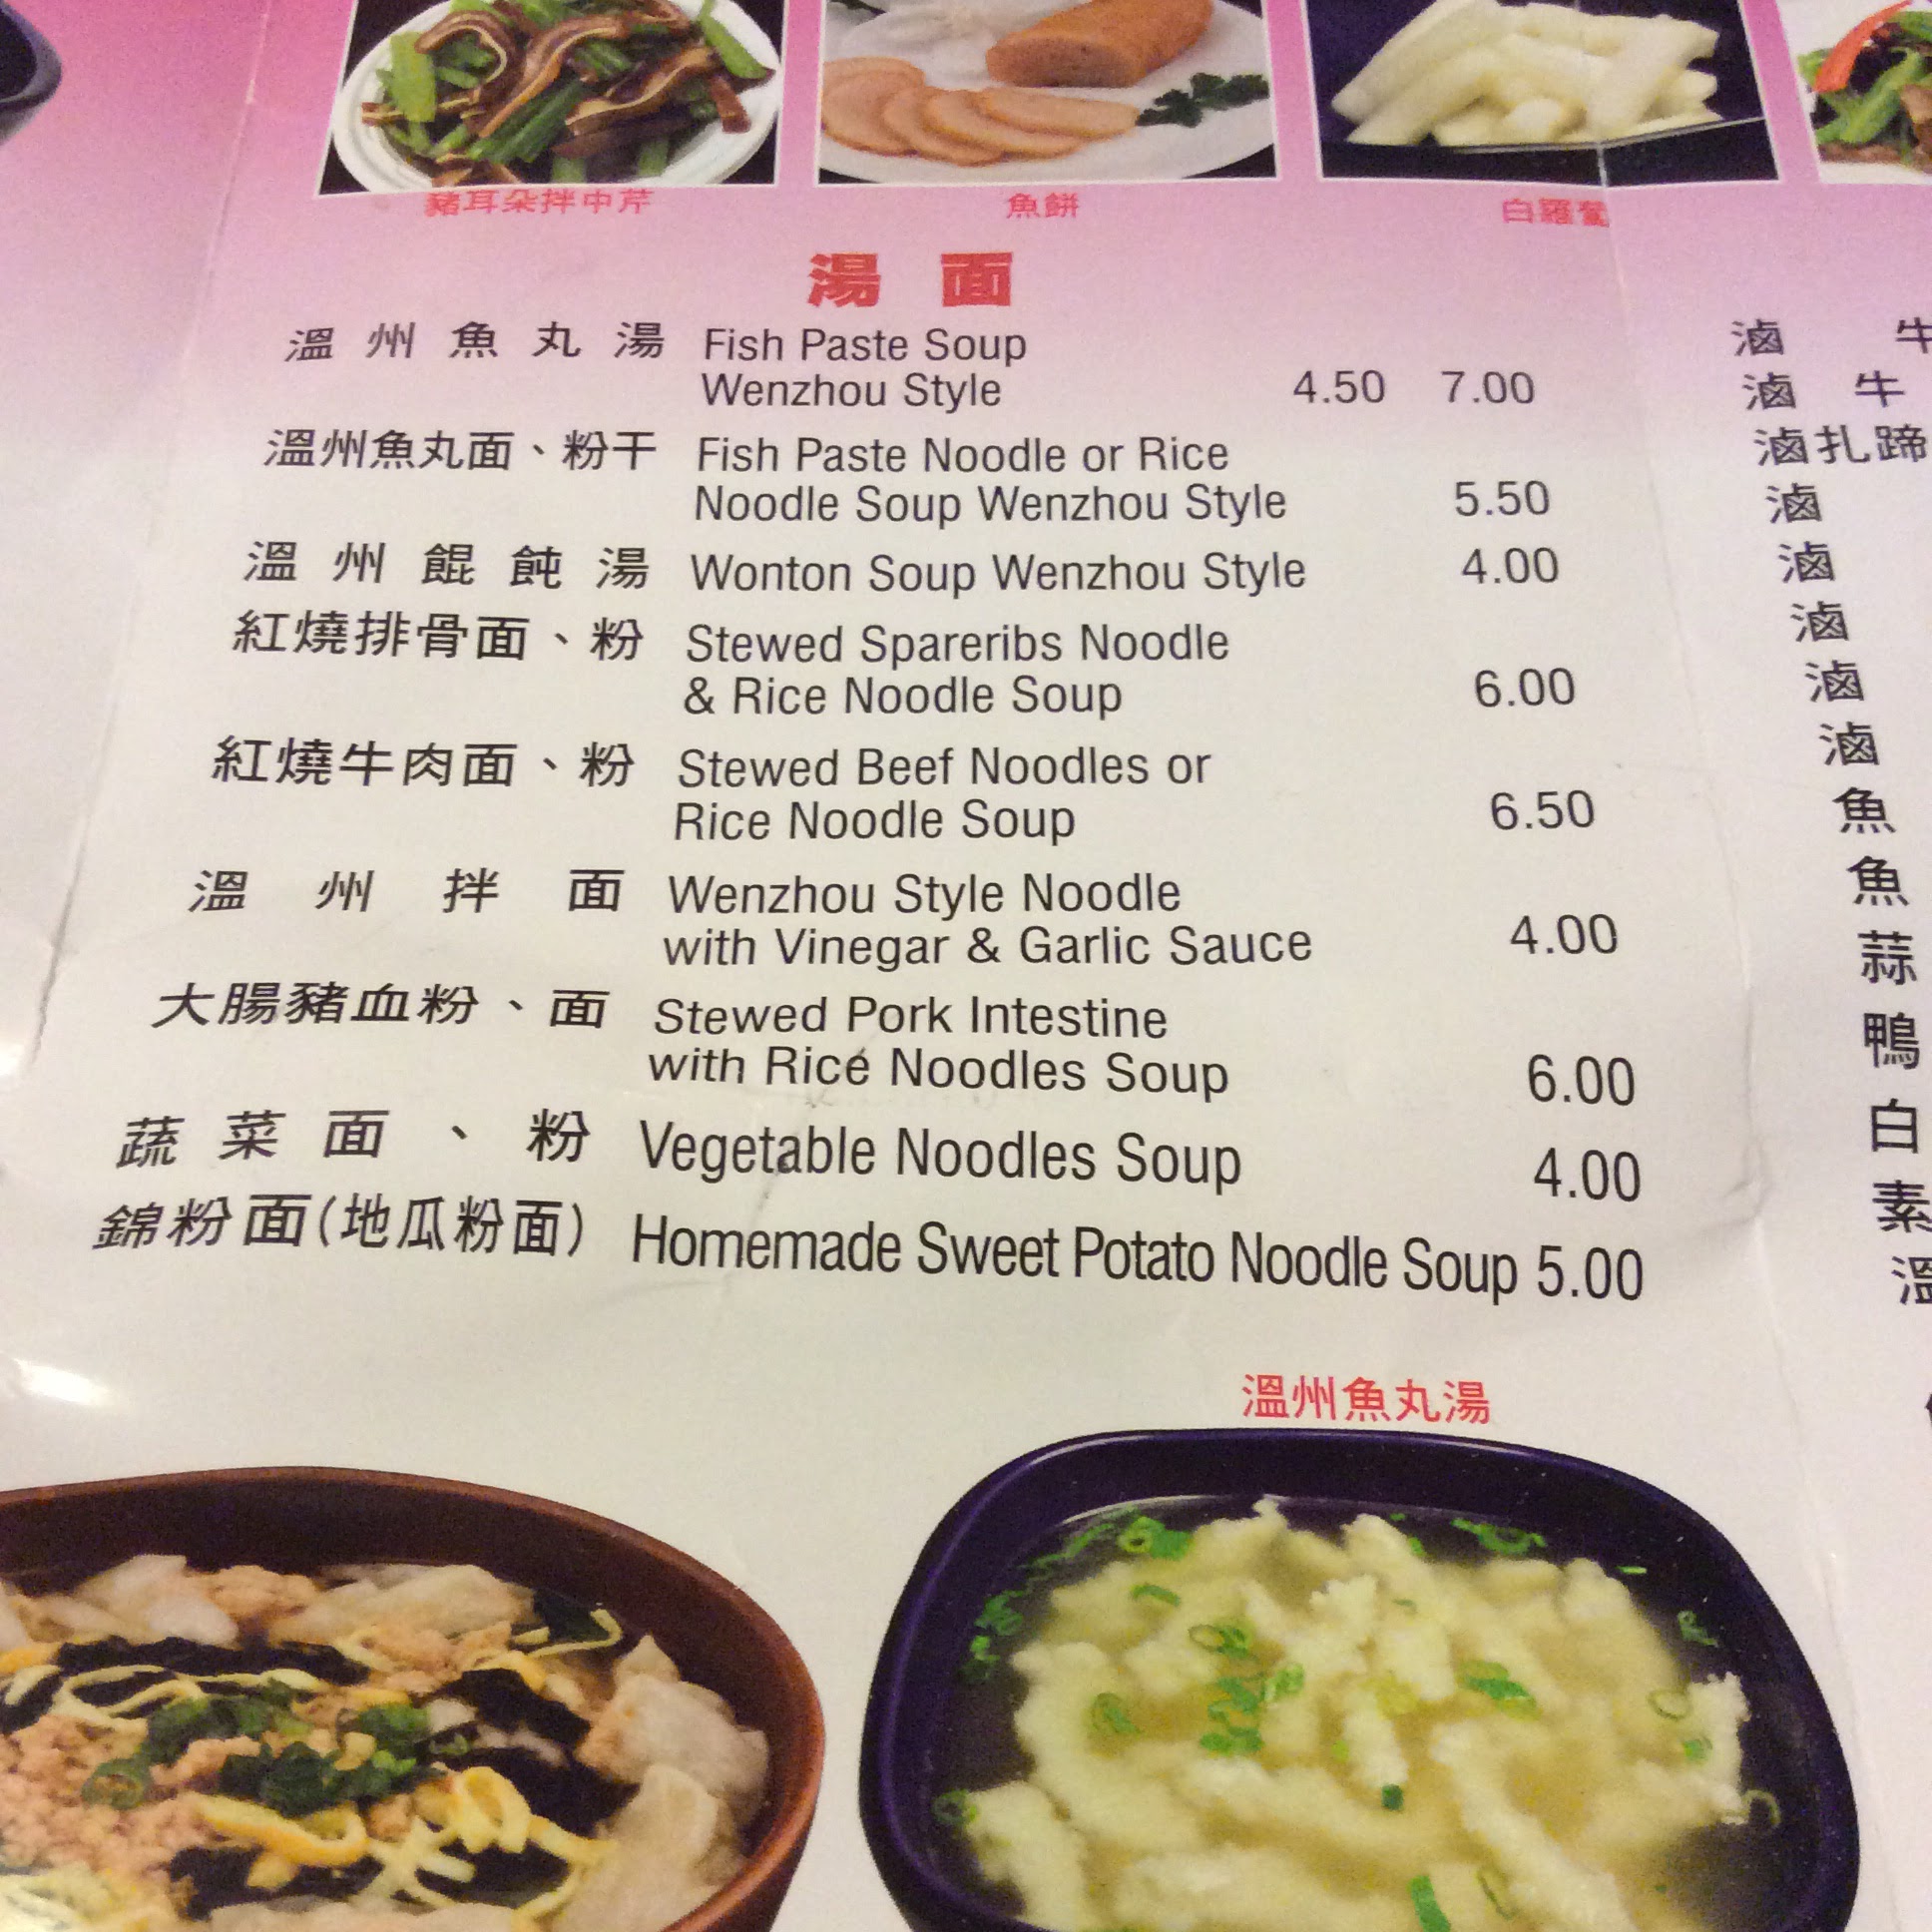 豬耳朵拌中芹
魚餅
白羅蔔
湯 面
溫州魚丸湯 Fish Paste Soup
Wenzhou Style 4.50 7.00
溫州魚丸面、粉干 Fish Paste Noodle or Rice
Noodle Soup Wenzhou Style 5.50
溫州餛飩湯 Wonton Soup Wenzhou Style 4.00
紅燒排骨面、粉 Stewed Spareribs Noodle
& Rice Noodle Soup 6.00
紅燒牛肉面、粉 Stewed Beef Noodles or
Rice Noodle Soup 6.50
溫州拌面 Wenzhou Style Noodle
with Vinegar & Garlic Sauce 4.00
大腸豬血粉、面 Stewed Pork Intestine
with Rice Noodles Soup 6.00
蔬菜面、粉 Vegetable Noodles Soup 4.00
錦粉面(地瓜粉面) Homemade Sweet Potato Noodle Soup 5.00
溫州魚丸湯
滷 牛
滷 牛
滷扎蹄
滷
滷
滷
滷
滷
魚
魚
蒜
鴨
白
素
溫